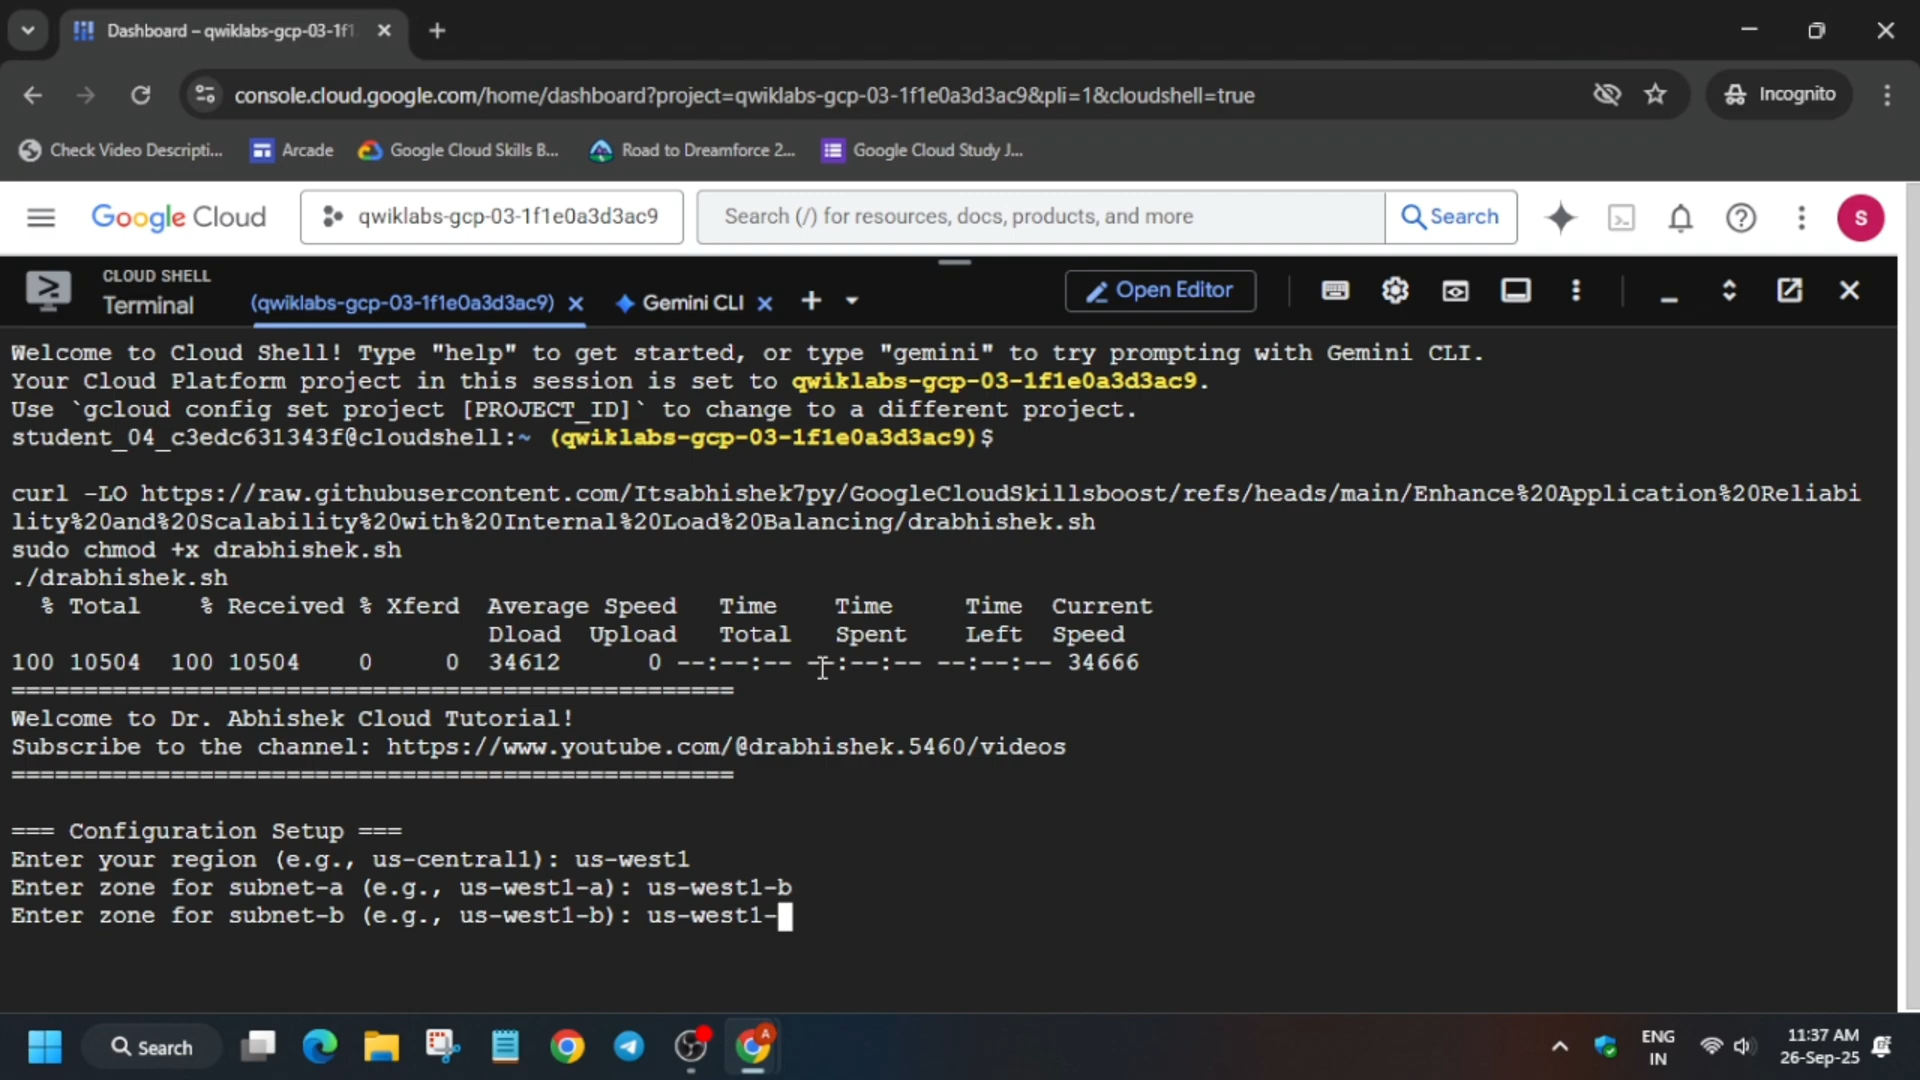 Dashboard – qwiklabs-gcp-03-1f1
console.cloud.google.com/home/dashboard?project=qwiklabs-gcp-03-1f1e0a3d3ac9&pli=1&cloudshell=true
Incognito
Check Video Descripti...
Arcade
Google Cloud Skills B...
Road to Dreamforce 2...
Google Cloud Study J...
Google Cloud
qwiklabs-gcp-03-1f1e0a3d3ac9
Search (/) for resources, docs, products, and more
Search
S
CLOUD SHELL
Terminal
(qwiklabs-gcp-03-1f1e0a3d3ac9)
Gemini CLI
Open Editor
Welcome to Cloud Shell! Type "help" to get started, or type "gemini" to try prompting with Gemini CLI.
Your Cloud Platform project in this session is set to qwiklabs-gcp-03-1f1e0a3d3ac9.
Use `gcloud config set project [PROJECT_ID]` to change to a different project.
student_04_c3edc631343f@cloudshell:~ (qwiklabs-gcp-03-1f1e0a3d3ac9)$
curl -LO https://raw.githubusercontent.com/Itsabhishek7py/GoogleCloudSkillsboost/refs/heads/main/Enhance%20Application%20Reliabi
lity%20and%20Scalability%20with%20Internal%20Load%20Balancing/drabhishek.sh
sudo chmod +x drabhishek.sh
./drabhishek.sh
% Total % Received % Xferd Average Speed Time Time Time Current
Dload Upload Total Spent Left Speed
100 10504 100 10504 0 0 34612 0 --:--:-- --:--:-- --:--:-- 34666
==================================================
Welcome to Dr. Abhishek Cloud Tutorial!
Subscribe to the channel: https://www.youtube.com/@drabhishek.5460/videos
==================================================
=== Configuration Setup ===
Enter your region (e.g., us-central1): us-west1
Enter zone for subnet-a (e.g., us-west1-a): us-west1-b
Enter zone for subnet-b (e.g., us-west1-b): us-west1-
Search
A
ENG
IN
11:37 AM
26-Sep-25